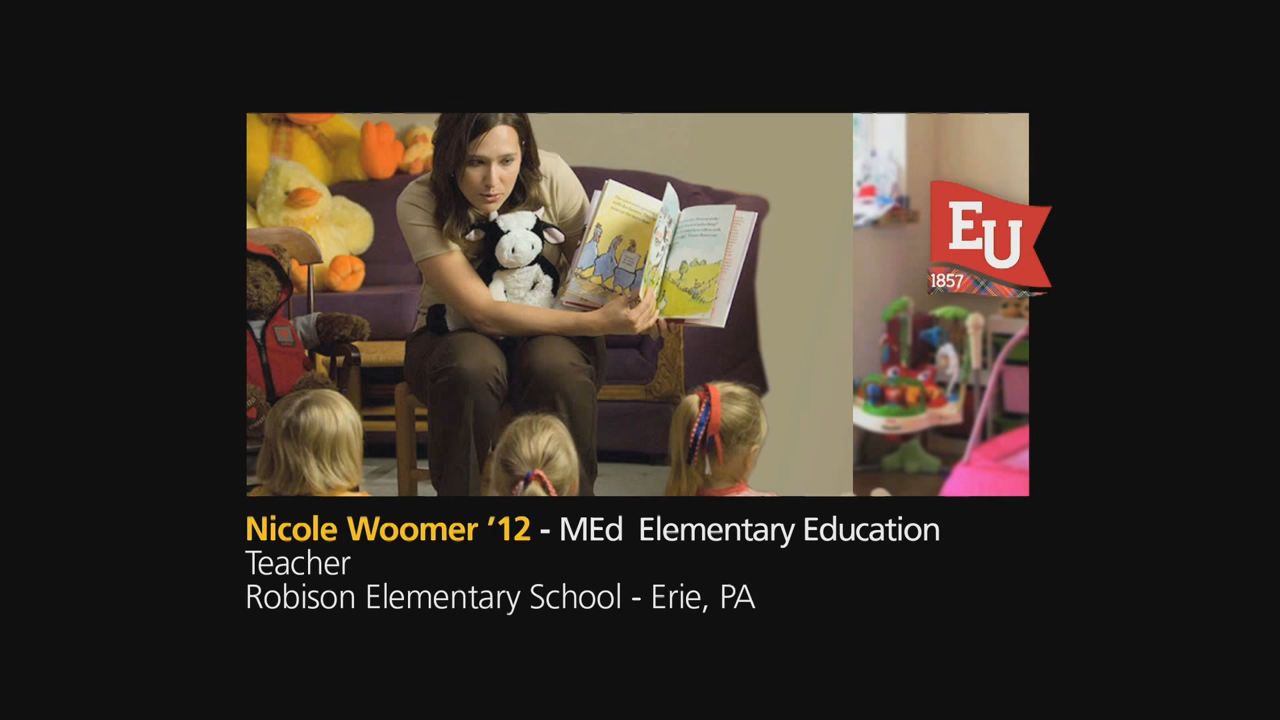 EU
1857
Nicole Woomer ’12 - MEd Elementary Education
Teacher
Robison Elementary School - Erie, PA